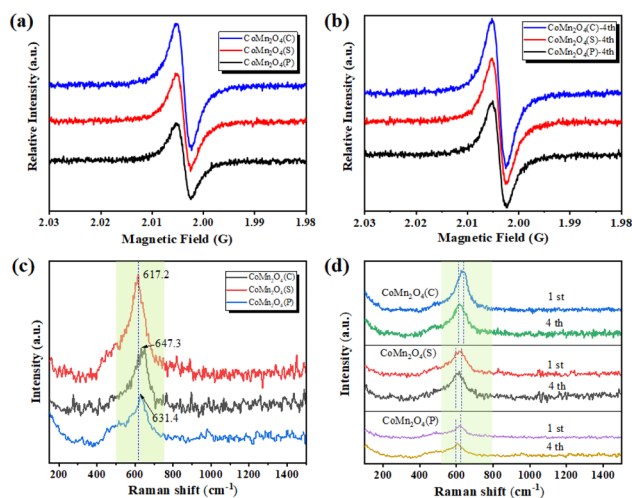 (a)
CoMn₂O₄(C)
CoMn₂O₄(S)
CoMn₂O₄(P)
Relative Intensity (a.u.)
2.03 2.02 2.01 2.00 1.99 1.98
Magnetic Field (G)
(b)
CoMn₂O₄(C)-4th
CoMn₂O₄(S)-4th
CoMn₂O₄(P)-4th
Relative Intensity (a.u.)
2.03 2.02 2.01 2.00 1.99 1.98
Magnetic Field (G)
(c)
617.2
CoMn₂O₄(C)
CoMn₂O₄(S)
CoMn₂O₄(P)
647.3
631.4
Intensity (a.u.)
200 400 600 800 1000 1200 1400
Raman shift (cm⁻¹)
(d)
CoMn₂O₄(C)
1 st
4 th
CoMn₂O₄(S)
1 st
4 th
CoMn₂O₄(P)
1 st
4 th
Intensity (a.u.)
200 400 600 800 1000 1200 1400
Raman shift (cm⁻¹)